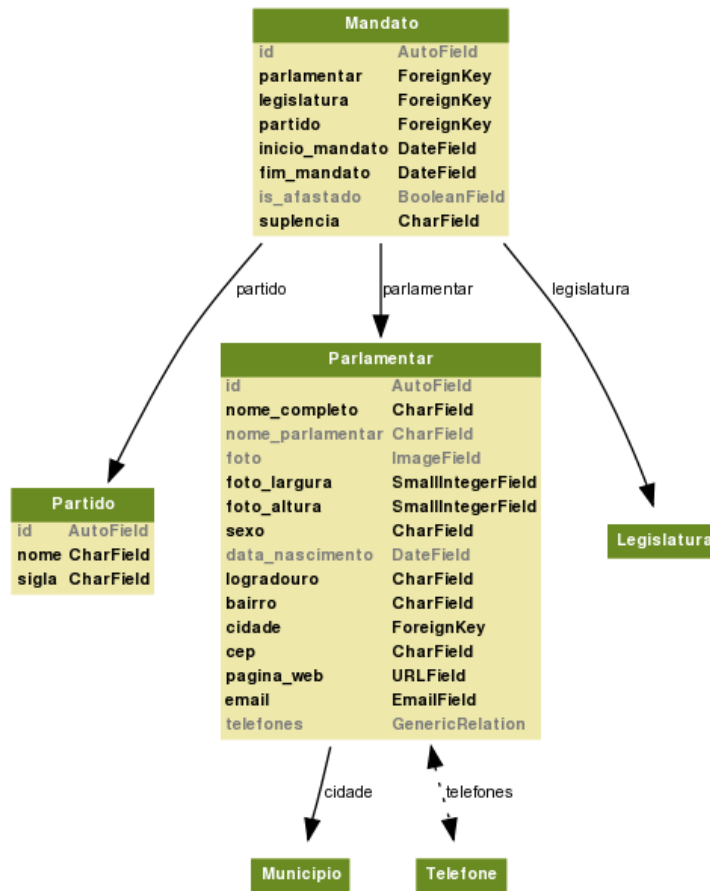 Mandato
id AutoField
parlamentar ForeignKey
legislatura ForeignKey
partido ForeignKey
inicio_mandato DateField
fim_mandato DateField
is_afastado BooleanField
suplencia CharField
partido
parlamentar
legislatura
Parlamentar
id AutoField
nome_completo CharField
nome_parlamentar CharField
foto ImageField
foto_largura SmallIntegerField
foto_altura SmallIntegerField
sexo CharField
data_nascimento DateField
logradouro CharField
bairro CharField
cidade ForeignKey
cep CharField
pagina_web URLField
email EmailField
telefones GenericRelation
Partido
id AutoField
nome CharField
sigla CharField
Legislatura
cidade
telefones
Municipio
Telefone